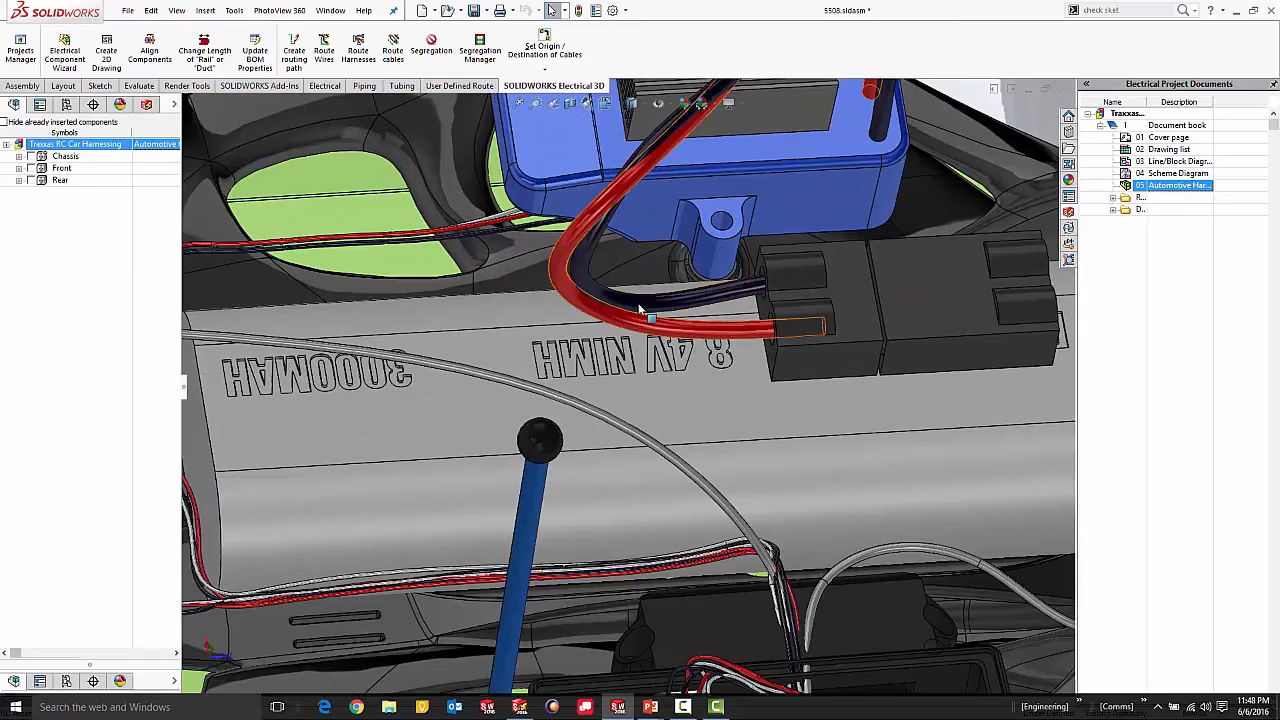 SOLIDWORKS
File
Edit
View
Insert
Tools
PhotoView 360
Window
Help
5508.sldasm *
check sket
Projects Manager
Electrical Component Wizard
Create 2D Drawing
Align Components
Change Length of "Rail" or "Duct"
Update BOM Properties
Create routing path
Route Wires
Route Harnesses
Route cables
Segregation
Segregation Manager
Set Origin / Destination of Cables
Assembly
Layout
Sketch
Evaluate
Render Tools
SOLIDWORKS Add-Ins
Electrical
Piping
Tubing
User Defined Route
SOLIDWORKS Electrical 3D
Hide already inserted components
Symbols
Traxxas RC Car Harnessing
Automotive
Chassis
Front
Rear
Electrical Project Documents
Name
Description
Traxxas...
1 Document book
01 Cover page
02 Drawing list
03 Line/Block Diagr...
04 Scheme Diagram
05 Automotive Har...
R...
D...
3000MAH
8.4V NIMH
Search the web and Windows
[Engineering]
[Comms]
11:48 PM
6/6/2016